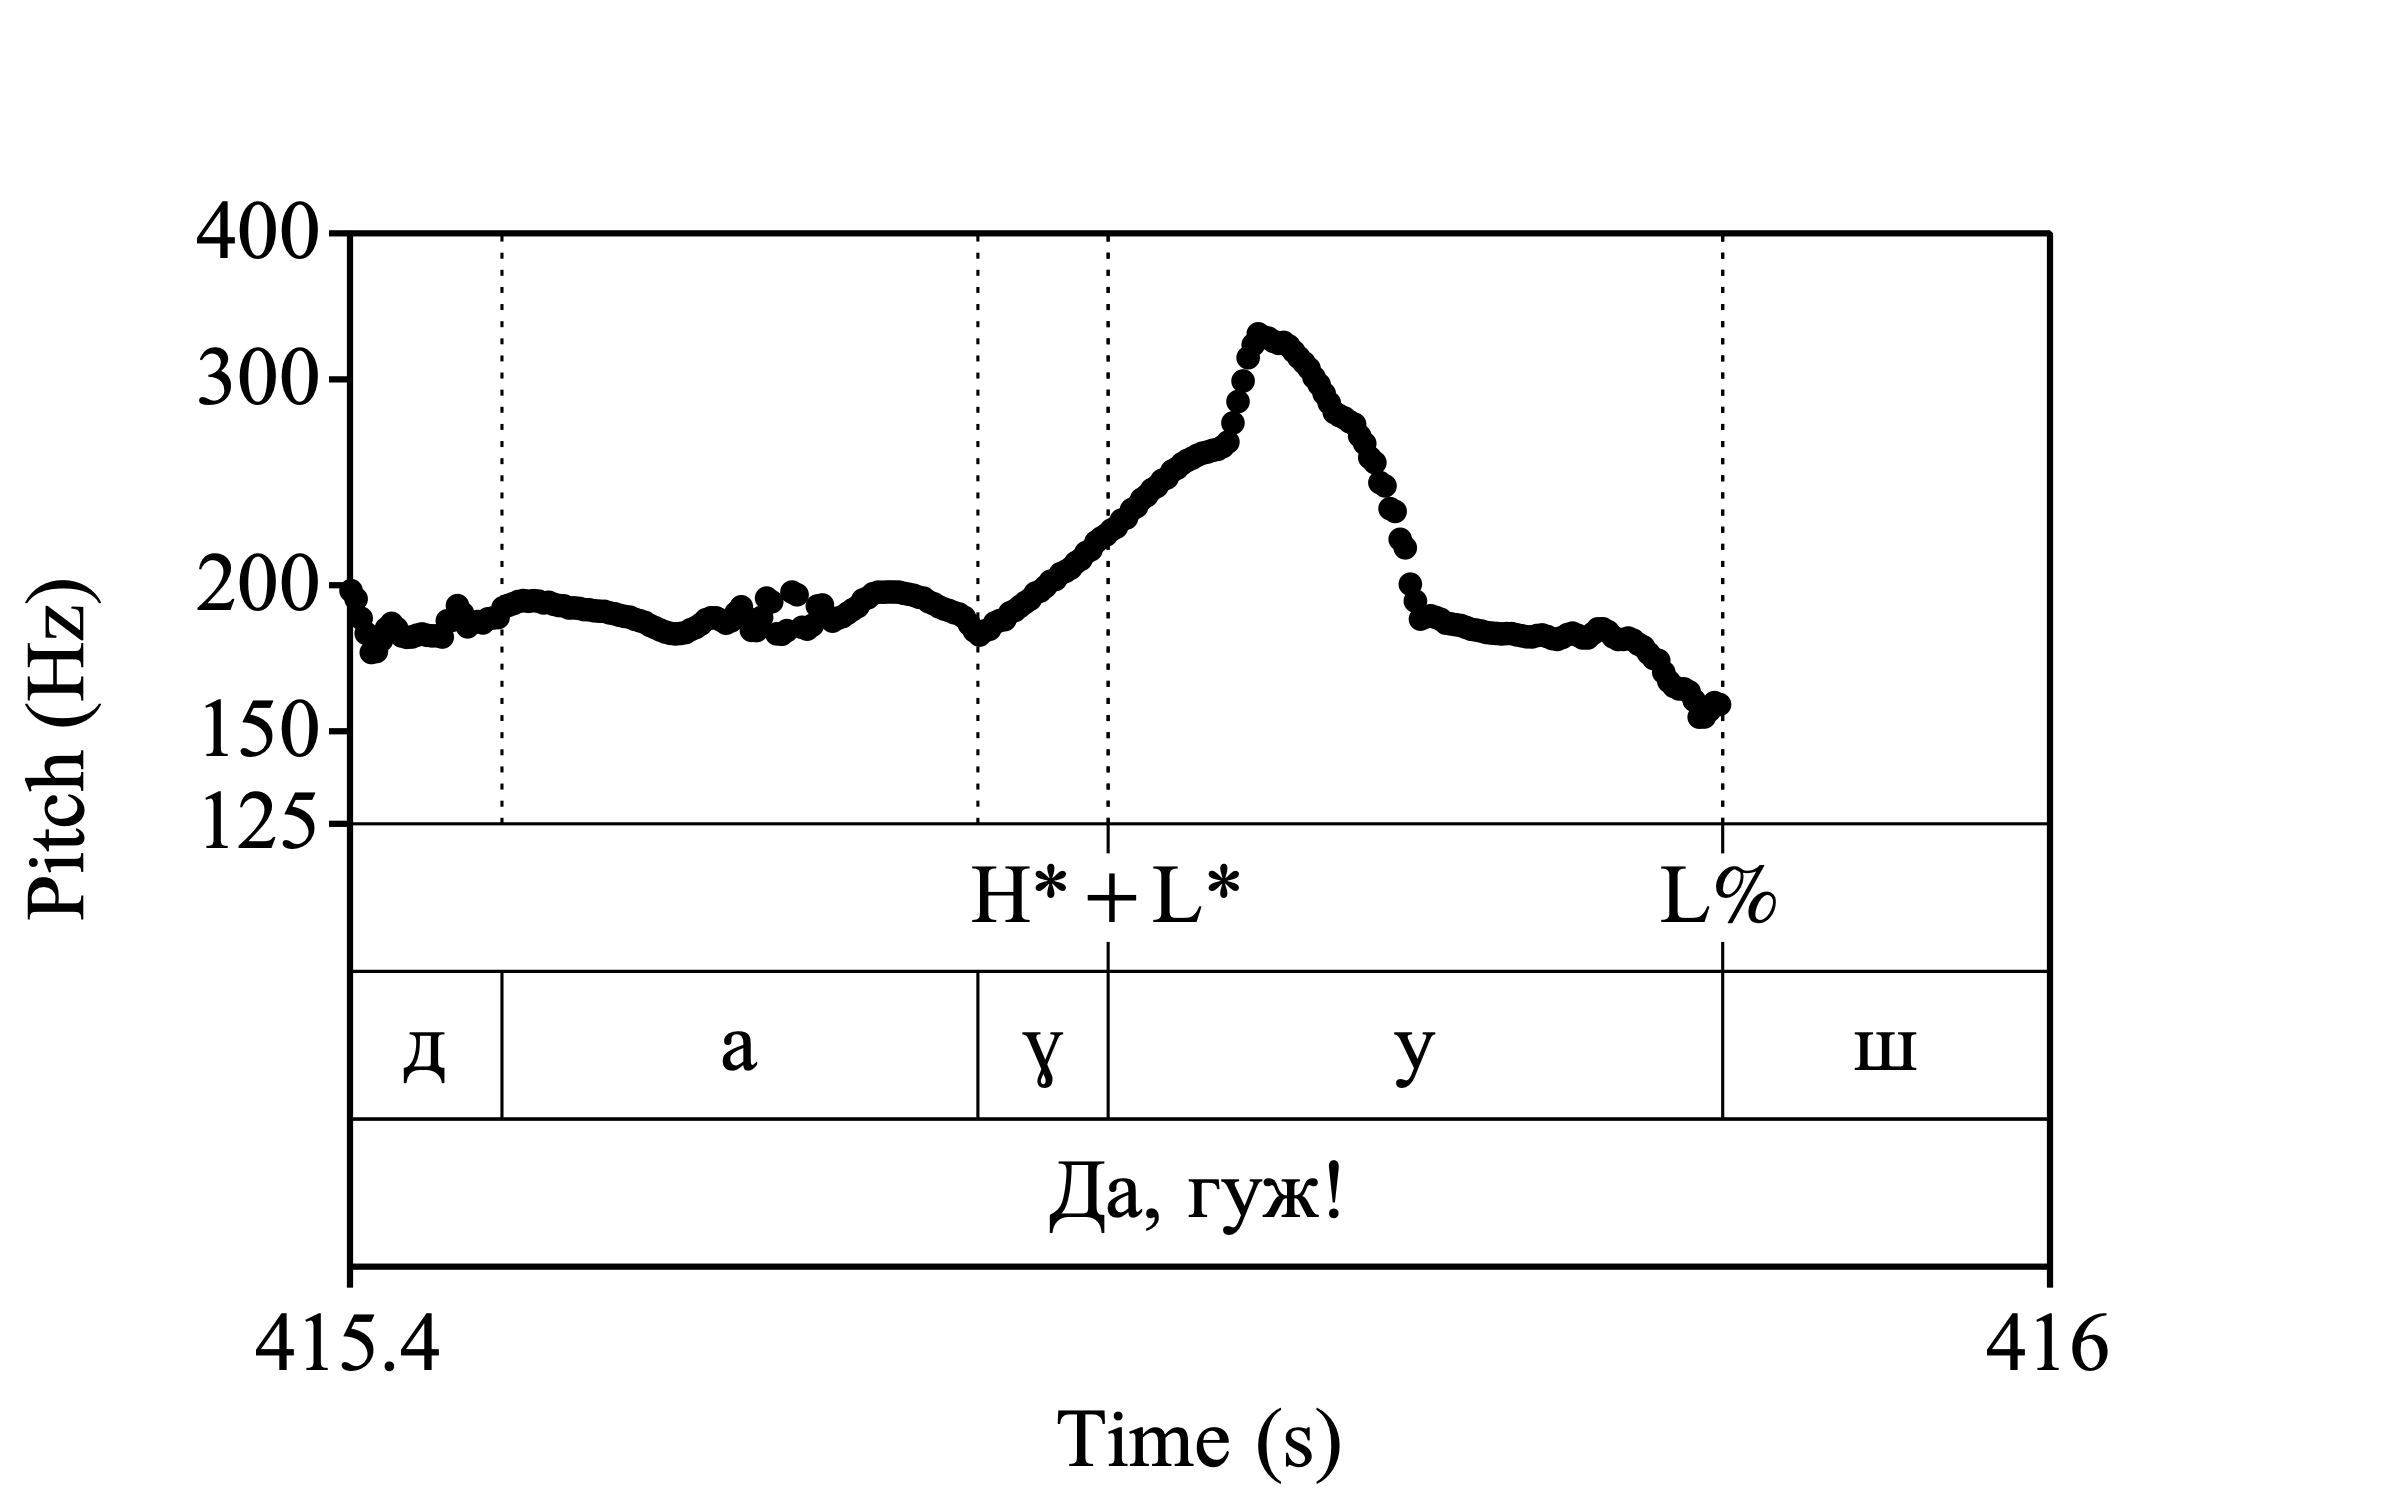 400
300
200
150
125
Pitch (Hz)
H* + L* L%
д а ɣ у ш
Да, гуж!
415.4 416
Time (s)